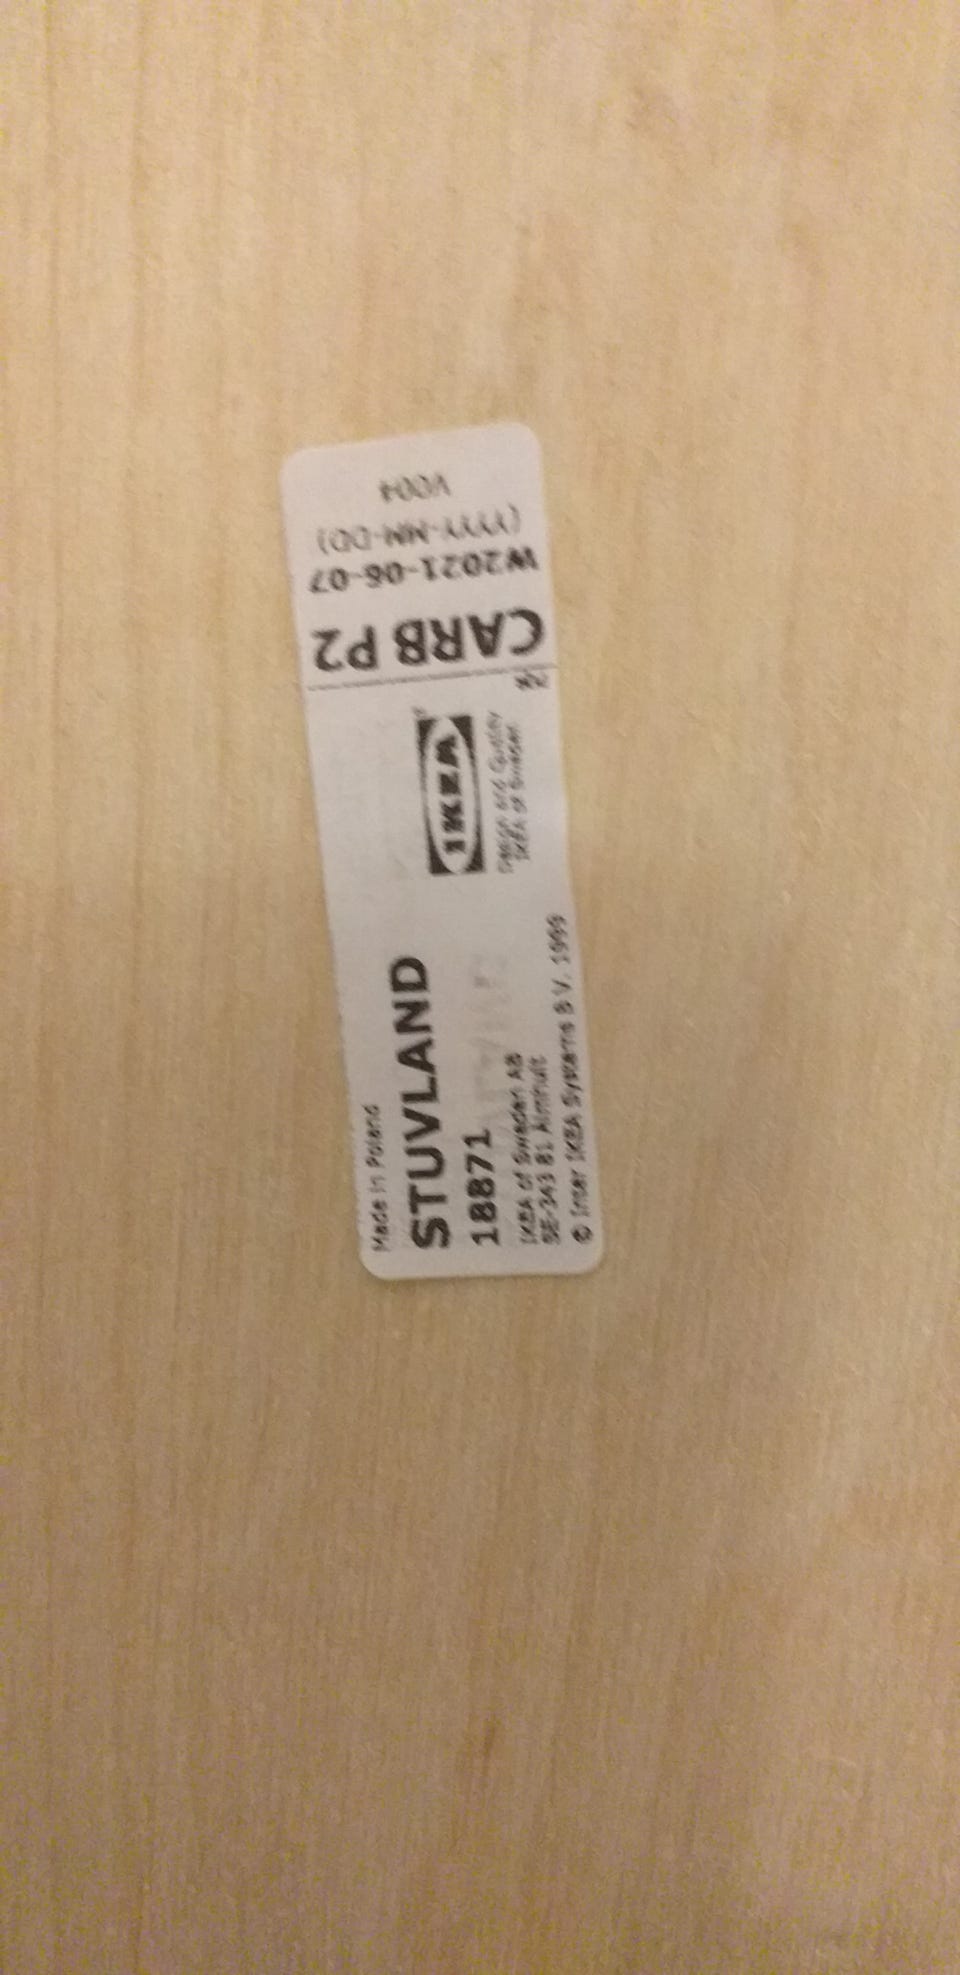 Made in Poland
STUVLAND
18871
IKEA of Sweden AB
SE-343 81 Älmhult
© Inter IKEA Systems B.V. 1999
IKEA
Design and Quality
IKEA of Sweden
CARB P2
W2021-06-07
(YYYY-MM-DD)
V004